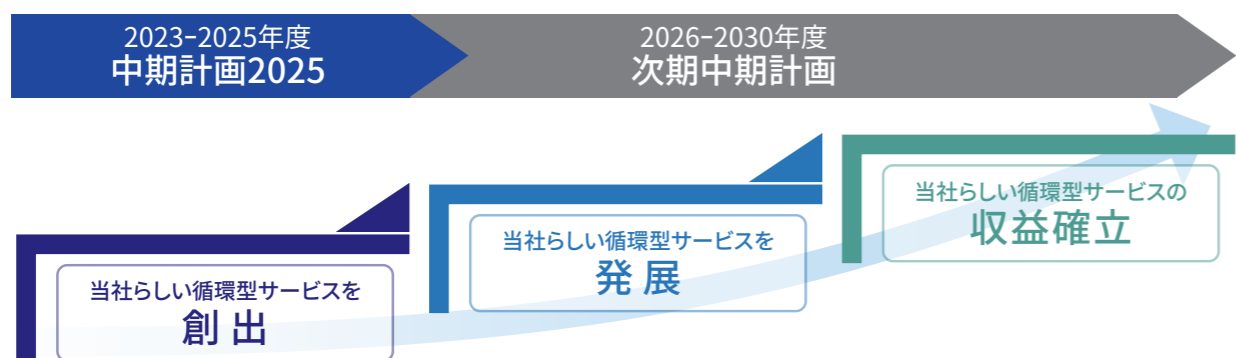 2023-2025年度
中期計画2025
2026-2030年度
次期中期計画
当社らしい循環型サービスを
創出
当社らしい循環型サービスを
発展
当社らしい循環型サービスの
収益確立